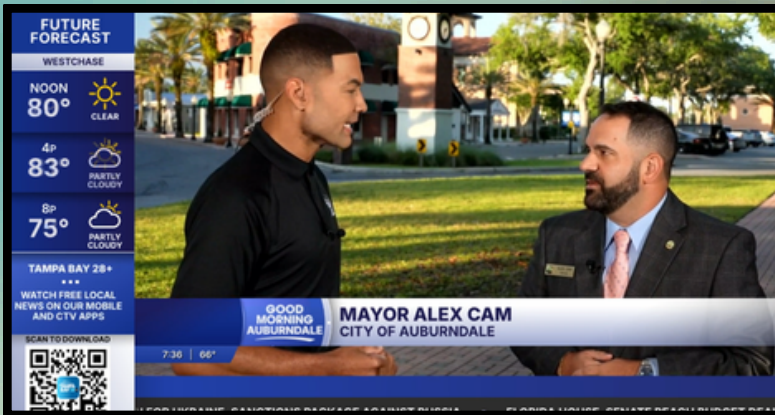 FUTURE
FORECAST
WESTCHASE
NOON
80°
CLEAR
4P
83°
PARTLY
CLOUDY
8P
75°
PARTLY
CLOUDY
TAMPA BAY 28+
WATCH FREE LOCAL
NEWS ON OUR MOBILE
AND CTV APPS
SCAN TO DOWNLOAD
GOOD
MORNING
AUBURNDALE
MAYOR ALEX CAM
CITY OF AUBURNDALE
7:36 | 66°
FOR UKRAINE, SANCTIONS PACKAGE AGAINST RUSSIA
FLORIDA HOUSE, SENATE REACH BUDGET